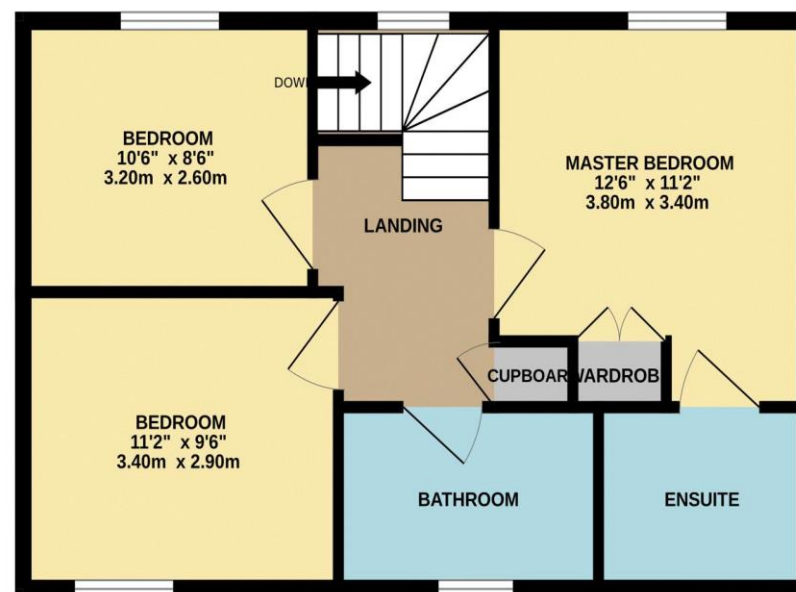 DOW
BEDROOM
10'6" x 8'6"
3.20m x 2.60m
MASTER BEDROOM
12'6" x 11'2"
3.80m x 3.40m
LANDING
CUPBOAR
WARDROB
BEDROOM
11'2" x 9'6"
3.40m x 2.90m
BATHROOM
ENSUITE